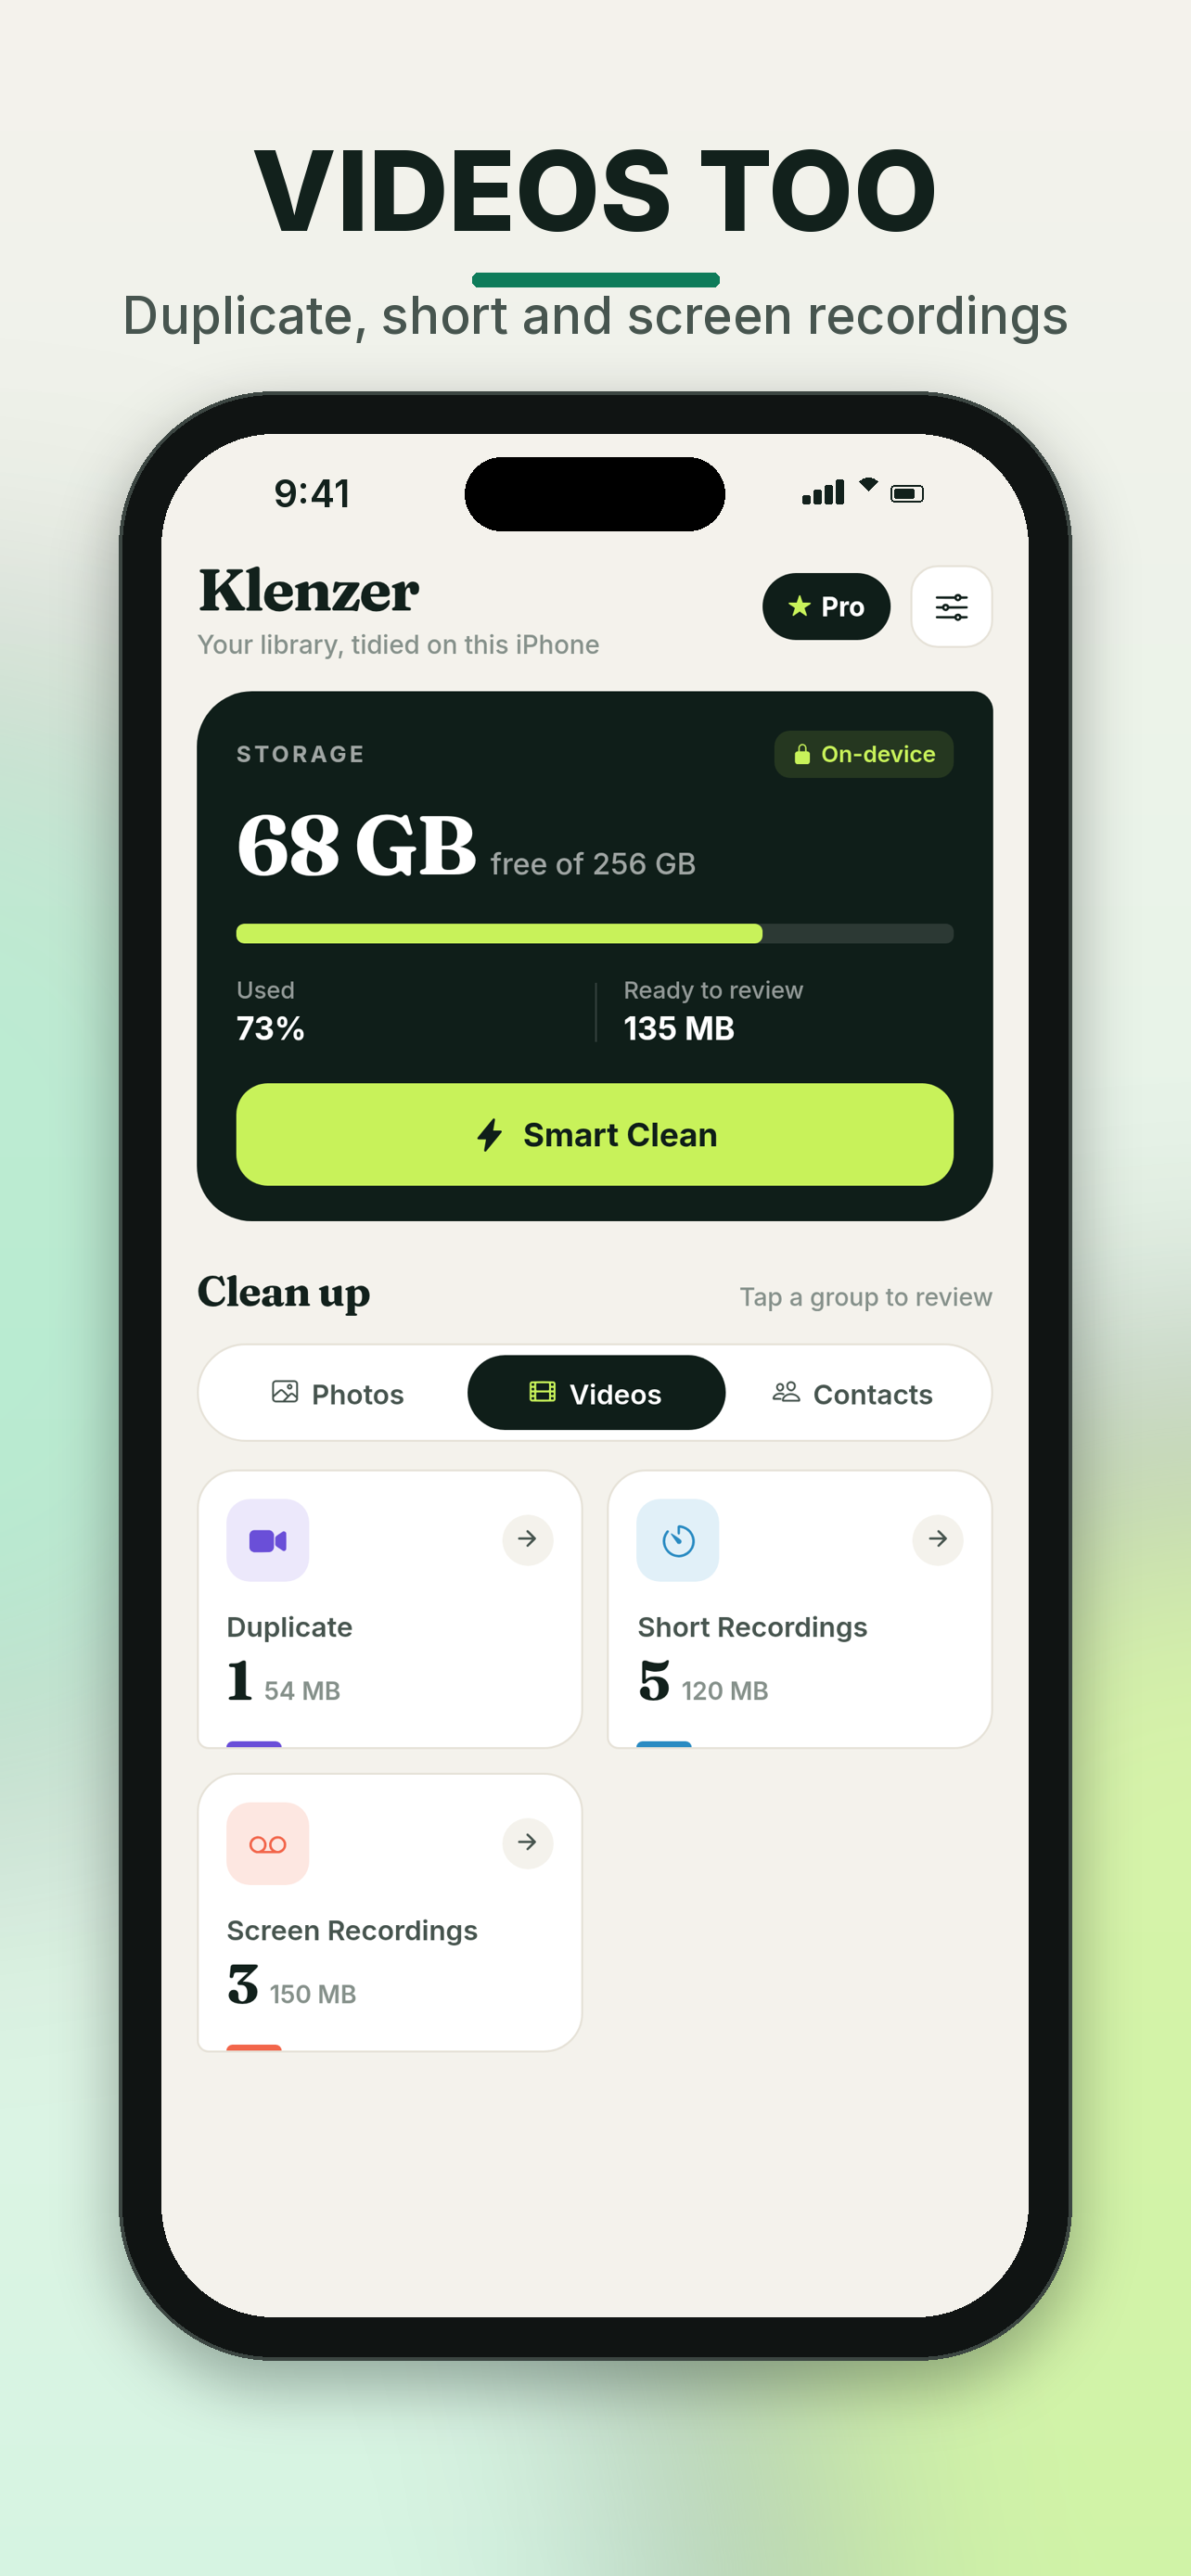 VIDEOS TOO
Duplicate, short and screen recordings
9:41
Klenzer
Your library, tidied on this iPhone
Pro
STORAGE
On-device
68 GB free of 256 GB
Used
73%
Ready to review
135 MB
Smart Clean
Clean up
Tap a group to review
Photos
Videos
Contacts
Duplicate
1 54 MB
Short Recordings
5 120 MB
Screen Recordings
3 150 MB